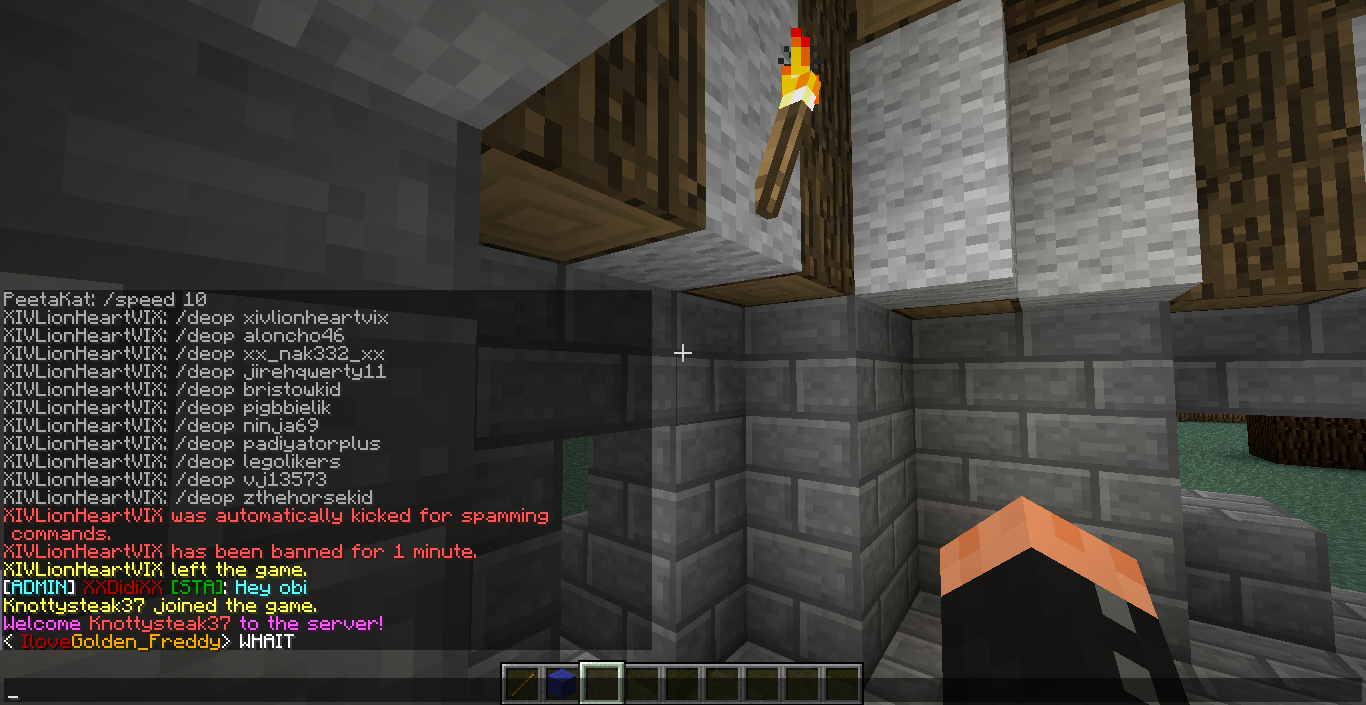 PeetaKat: /speed 10
XIVLionHeartVIX: /deop xivlionheartvix
XIVLionHeartVIX: /deop aloncho46
XIVLionHeartVIX: /deop xx_nak332_xx
XIVLionHeartVIX: /deop jirehqwerty11
XIVLionHeartVIX: /deop bristowkid
XIVLionHeartVIX: /deop pigbbielik
XIVLionHeartVIX: /deop ninja69
XIVLionHeartVIX: /deop padiyatorplus
XIVLionHeartVIX: /deop legolikers
XIVLionHeartVIX: /deop vj13573
XIVLionHeartVIX: /deop zthehorsekid
XIVLionHeartVIX was automatically kicked for spamming
commands.
XIVLionHeartVIX has been banned for 1 minute.
XIVLionHeartVIX left the game.
[ADMIN] XXDidiXX [STA]: Hey obi
Knottysteak37 joined the game.
Welcome Knottysteak37 to the server!
< IloveGolden_Freddy> WHAIT
_